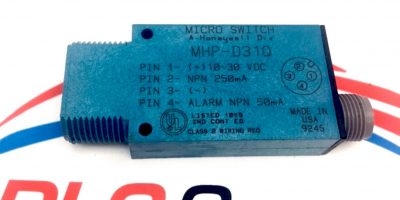 MICRO SWITCH
A Honeywell Div
MHP-D31Q
PIN 1- (+)10-30 VDC
PIN 2- NPN 250mA
PIN 3- (-)
PIN 4- ALARM NPN 50mA
LISTED
IND CONT EQ
CLASS 2 WIRING REQ
MADE IN
USA
9245